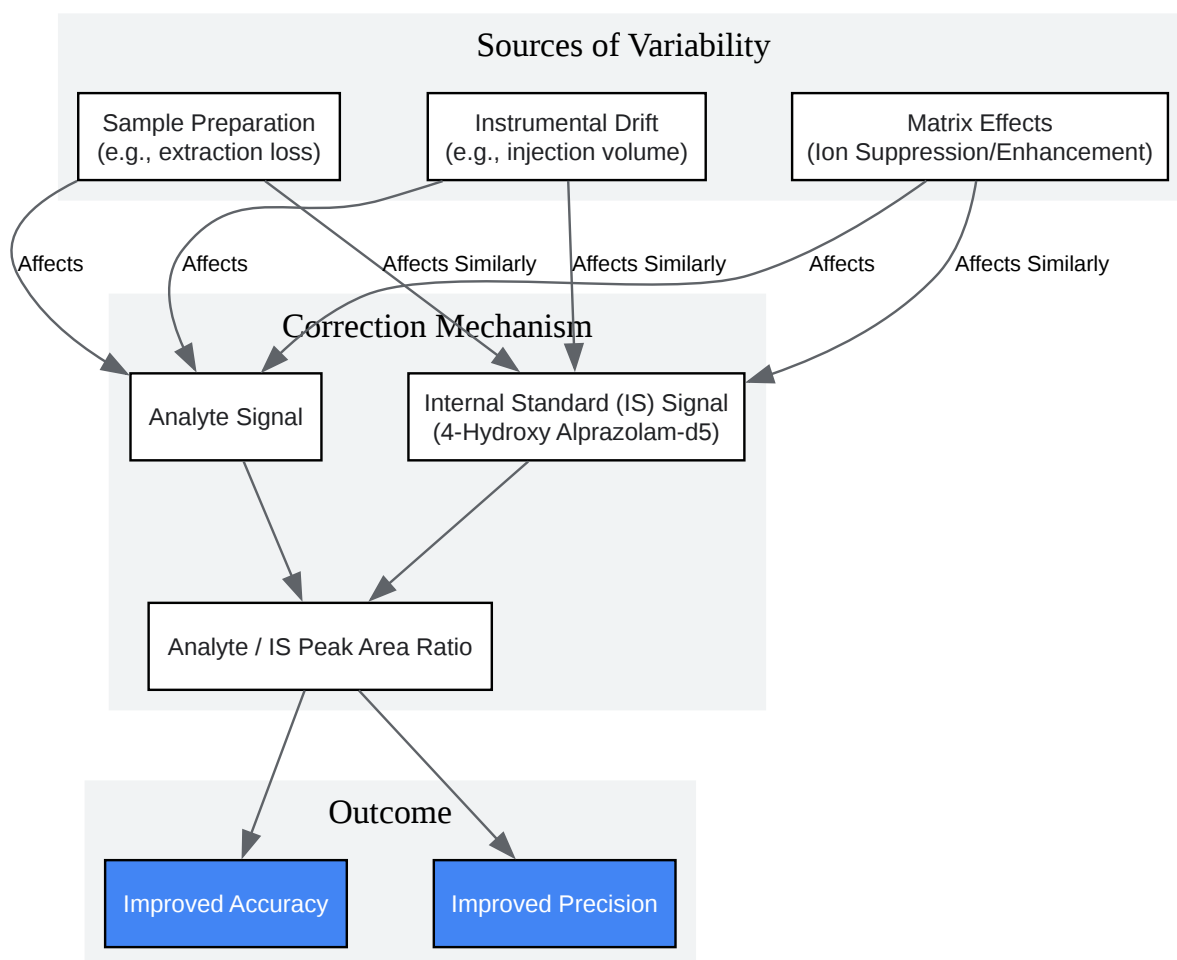 Sources of Variability
Sample Preparation
(e.g., extraction loss)
Instrumental Drift
(e.g., injection volume)
Matrix Effects
(Ion Suppression/Enhancement)
Affects
Affects
Affects Similarly
Affects Similarly
Affects
Affects Similarly
Correction Mechanism
Analyte Signal
Internal Standard (IS) Signal
(4-Hydroxy Alprazolam-d5)
Analyte / IS Peak Area Ratio
Outcome
Improved Accuracy
Improved Precision